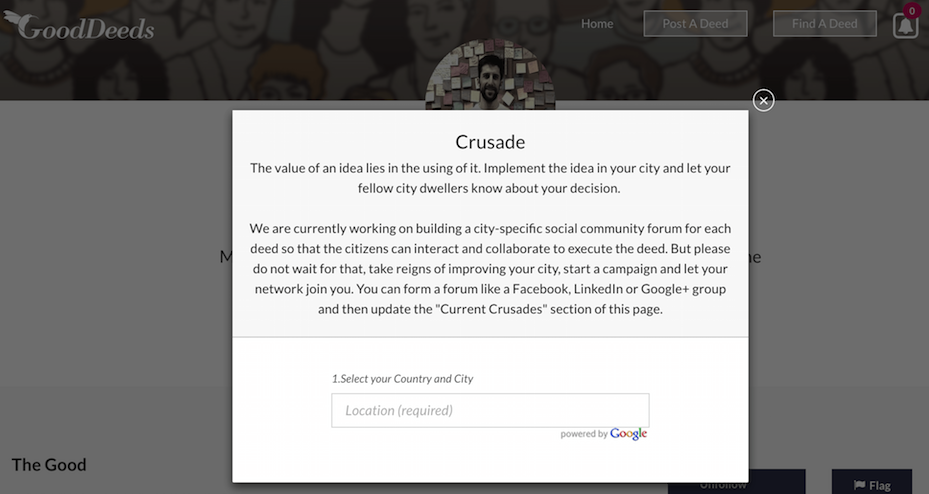 GoodDeeds
Home
Post A Deed
Find A Deed
0
Crusade
The value of an idea lies in the using of it. Implement the idea in your city and let your
fellow city dwellers know about your decision.
We are currently working on building a city-specific social community forum for each
deed so that the citizens can interact and collaborate to execute the deed. But please
do not wait for that, take reigns of improving your city, start a campaign and let your
network join you. You can form a forum like a Facebook, LinkedIn or Google+ group
and then update the "Current Crusades" section of this page.
1.Select your Country and City
Location (required)
powered by Google
The Good
Unfollow
Flag